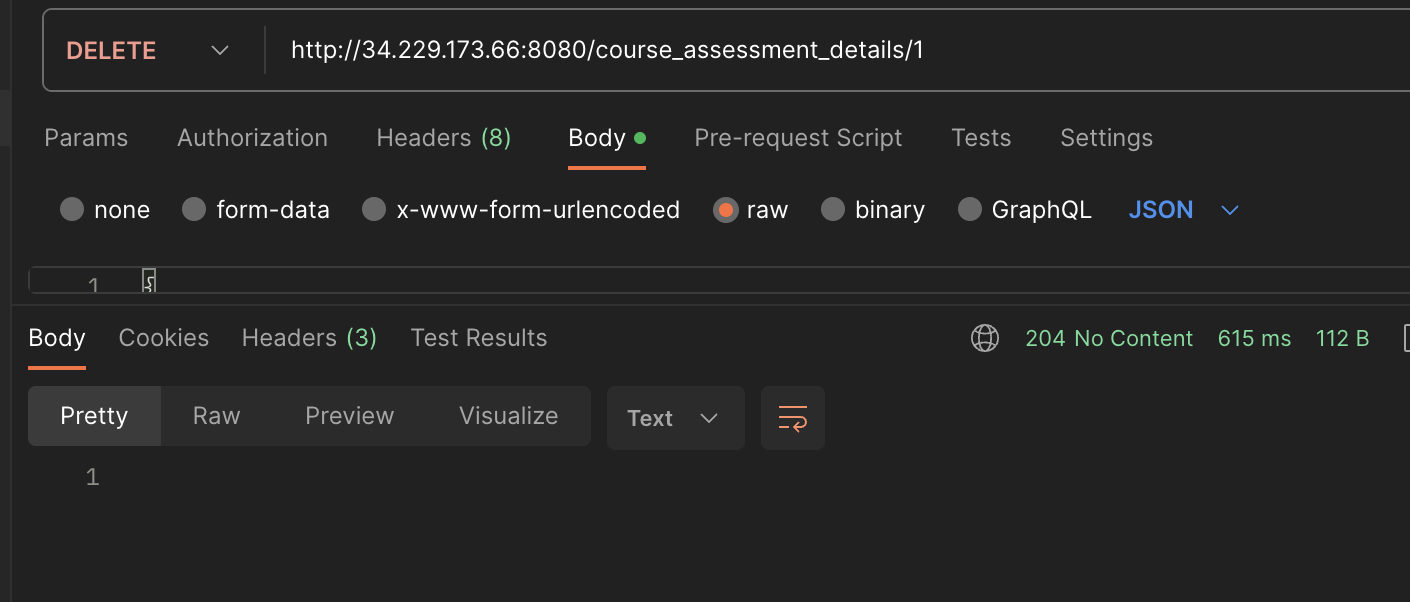 DELETE http://34.229.173.66:8080/course_assessment_details/1
Params Authorization Headers (8) Body Pre-request Script Tests Settings
none form-data x-www-form-urlencoded raw binary GraphQL JSON
1 {
Body Cookies Headers (3) Test Results 204 No Content 615 ms 112 B
Pretty Raw Preview Visualize Text
1